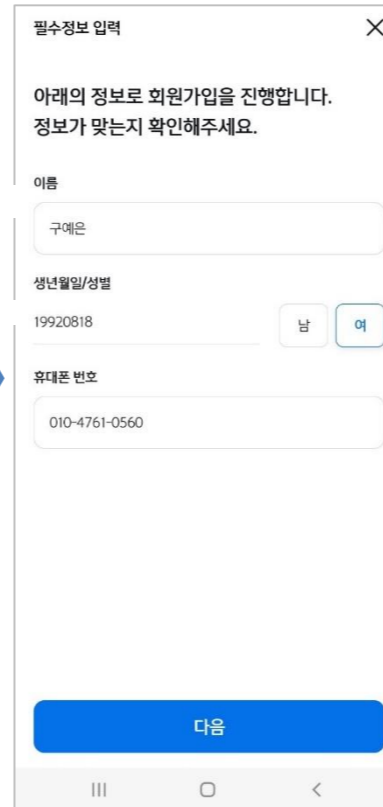 필수정보 입력
아래의 정보로 회원가입을 진행합니다.
정보가 맞는지 확인해주세요.
이름
구예은
생년월일/성별
19920818
남
여
휴대폰 번호
010-4761-0560
다음